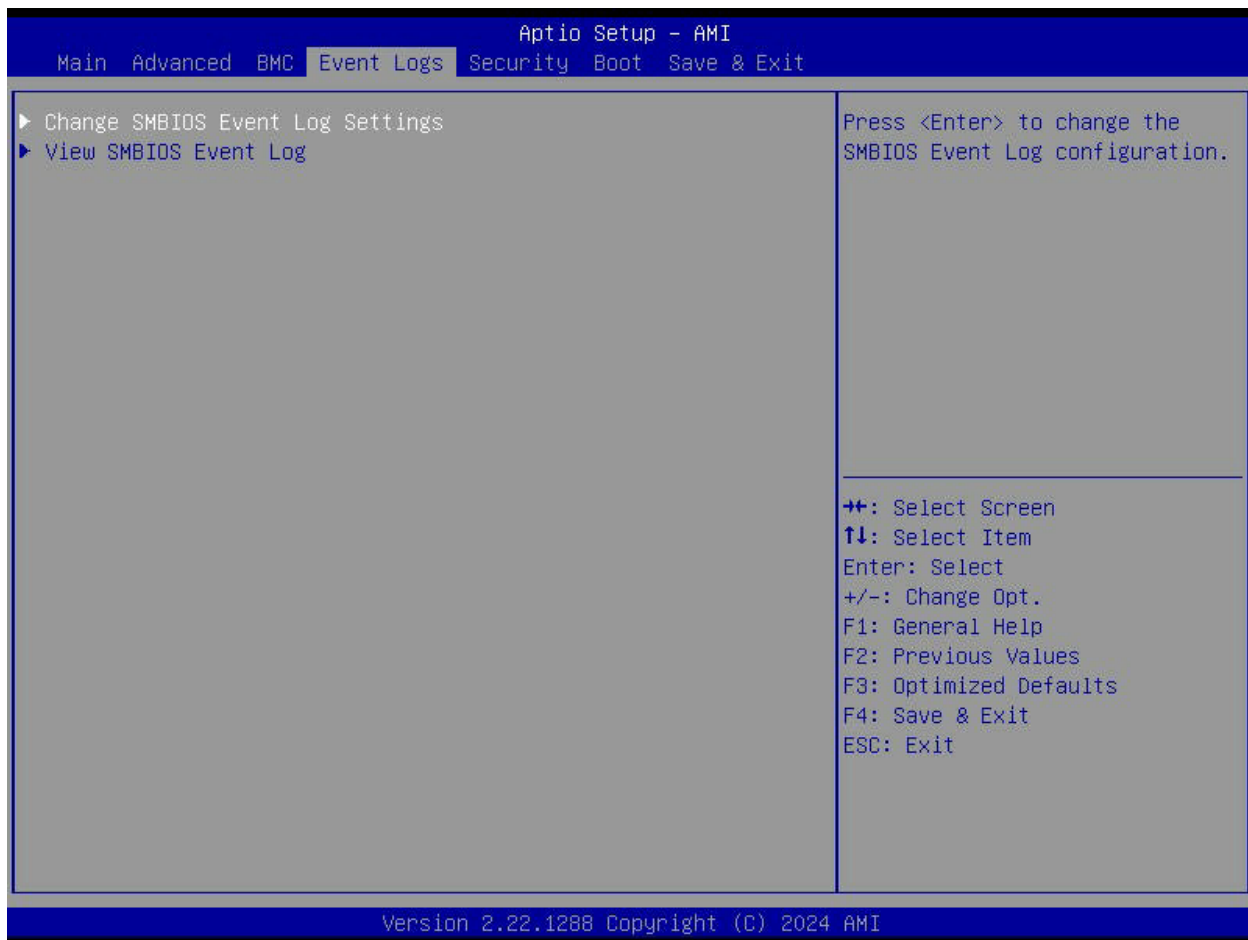 Aptio Setup – AMI
Main Advanced BMC Event Logs Security Boot Save & Exit
▶ Change SMBIOS Event Log Settings
▶ View SMBIOS Event Log
Press <Enter> to change the
SMBIOS Event Log configuration.
→←: Select Screen
↑↓: Select Item
Enter: Select
+/-: Change Opt.
F1: General Help
F2: Previous Values
F3: Optimized Defaults
F4: Save & Exit
ESC: Exit
Version 2.22.1288 Copyright (C) 2024 AMI